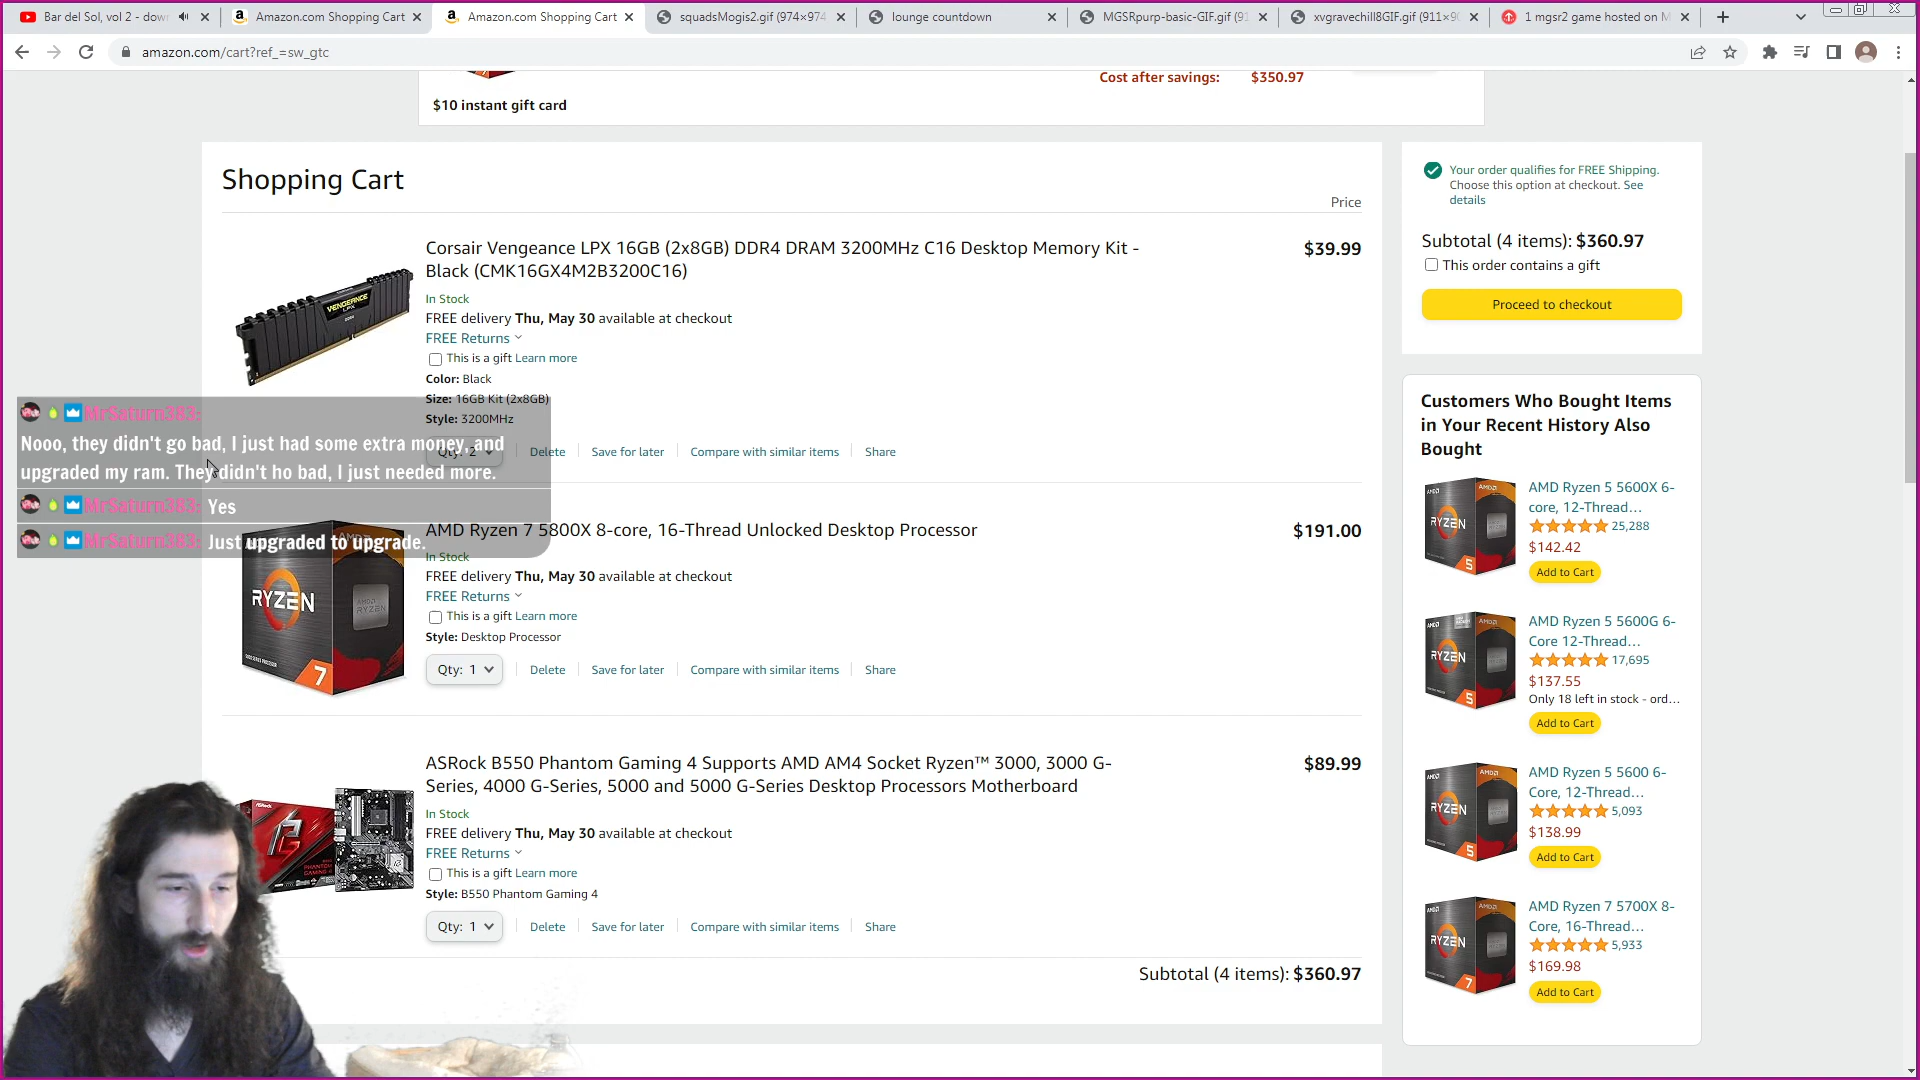 Bar del Sol, vol 2 - dow
Amazon.com Shopping Cart
Amazon.com Shopping Cart
squadsMogis2.gif (974×974
lounge countdown
MGSRpurp-basic-GIF.gif (91
xvgravechill8GIF.gif (911×90
1 mgsr2 game hosted on M
amazon.com/cart?ref_=sw_gtc
Cost after savings: $350.97
$10 instant gift card
Shopping Cart
Price
Corsair Vengeance LPX 16GB (2x8GB) DDR4 DRAM 3200MHz C16 Desktop Memory Kit -
Black (CMK16GX4M2B3200C16)
$39.99
In Stock
FREE delivery Thu, May 30 available at checkout
FREE Returns
This is a gift Learn more
Color: Black
Size: 16GB Kit (2x8GB)
Style: 3200MHz
Qty: 2
Delete
Save for later
Compare with similar items
Share
VENGEANCE
LPX
MrSaturn383:
Nooo, they didn't go bad, I just had some extra money, and
upgraded my ram. They didn't ho bad, I just needed more.
MrSaturn383: Yes
MrSaturn383: Just upgraded to upgrade.
AMD Ryzen 7 5800X 8-core, 16-Thread Unlocked Desktop Processor
$191.00
In Stock
FREE delivery Thu, May 30 available at checkout
FREE Returns
This is a gift Learn more
Style: Desktop Processor
Qty: 1
Delete
Save for later
Compare with similar items
Share
RYZEN
7
ASRock B550 Phantom Gaming 4 Supports AMD AM4 Socket Ryzen™ 3000, 3000 G-
Series, 4000 G-Series, 5000 and 5000 G-Series Desktop Processors Motherboard
$89.99
In Stock
FREE delivery Thu, May 30 available at checkout
FREE Returns
This is a gift Learn more
Style: B550 Phantom Gaming 4
Qty: 1
Delete
Save for later
Compare with similar items
Share
Subtotal (4 items): $360.97
Your order qualifies for FREE Shipping.
Choose this option at checkout. See
details
Subtotal (4 items): $360.97
This order contains a gift
Proceed to checkout
Customers Who Bought Items
in Your Recent History Also
Bought
AMD Ryzen 5 5600X 6-
core, 12-Thread...
25,288
$142.42
Add to Cart
RYZEN
5
AMD Ryzen 5 5600G 6-
Core 12-Thread...
17,695
$137.55
Only 18 left in stock - ord...
Add to Cart
RYZEN
5
AMD Ryzen 5 5600 6-
Core, 12-Thread...
5,093
$138.99
Add to Cart
RYZEN
5
AMD Ryzen 7 5700X 8-
Core, 16-Thread...
5,933
$169.98
Add to Cart
RYZEN
7